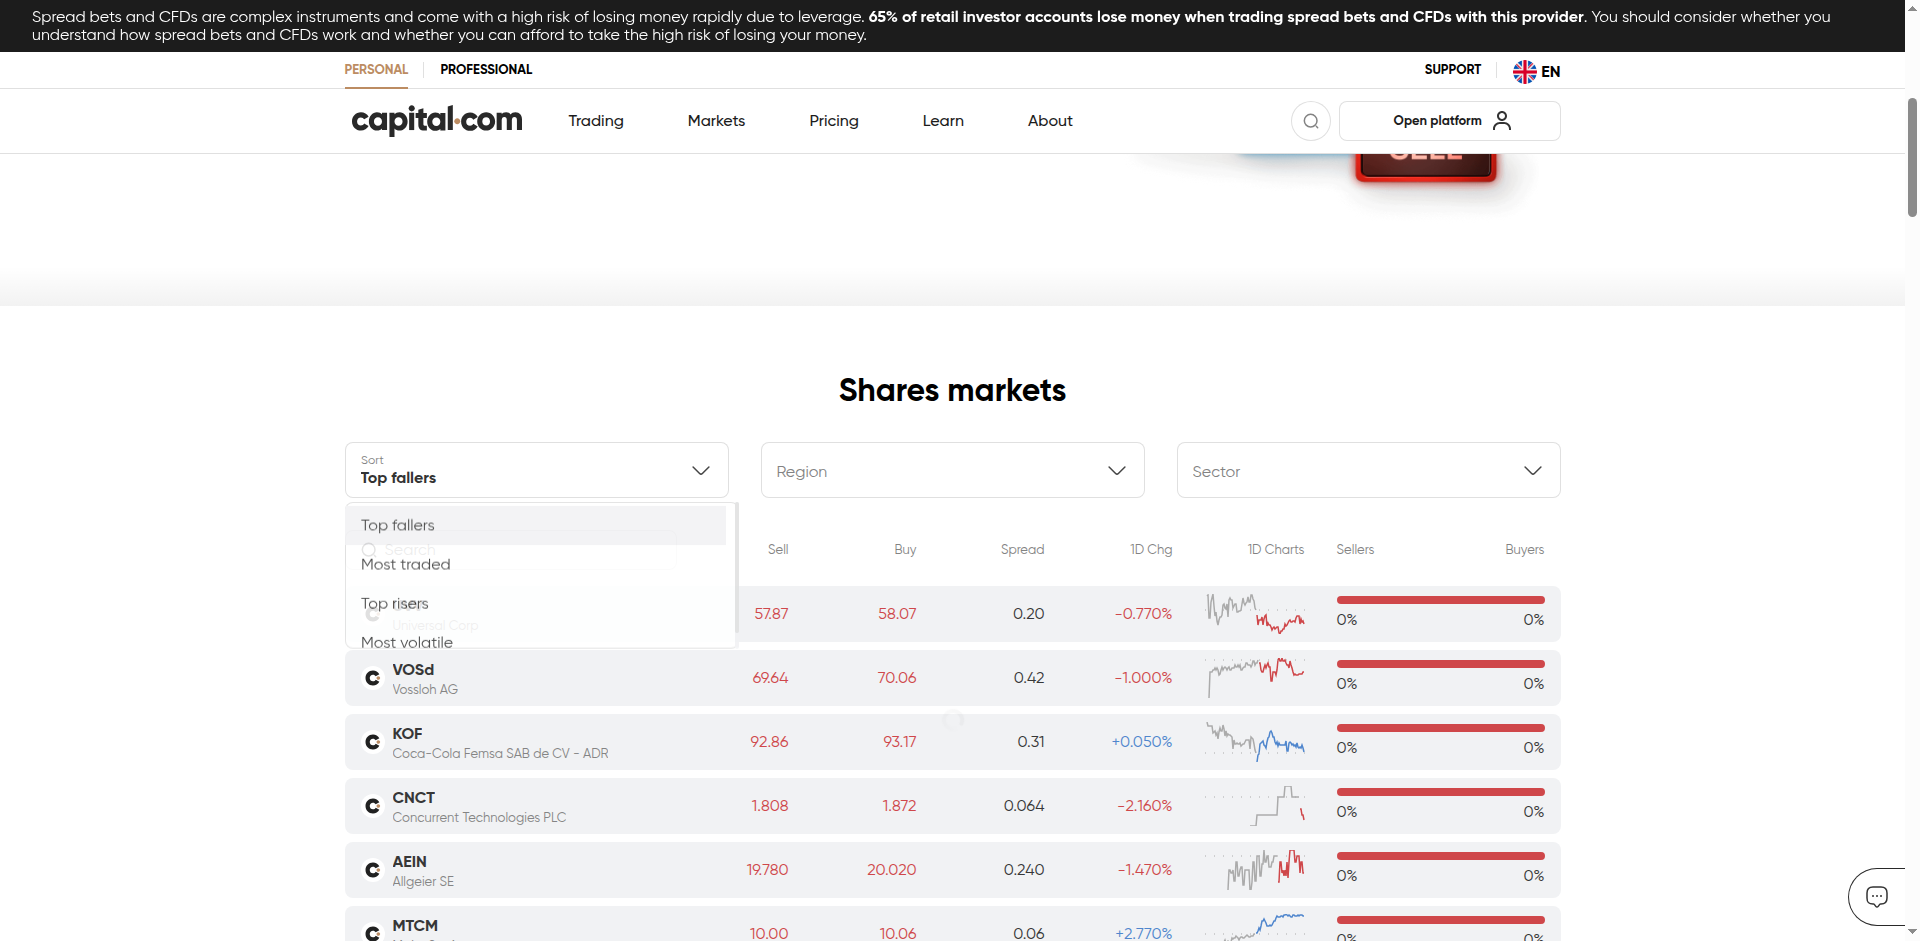 Spread bets and CFDs are complex instruments and come with a high risk of losing money rapidly due to leverage. 65% of retail investor accounts lose money when trading spread bets and CFDs with this provider. You should consider whether you
understand how spread bets and CFDs work and whether you can afford to take the high risk of losing your money.
PERSONAL PROFESSIONAL SUPPORT EN
capital.com Trading Markets Pricing Learn About Open platform
SELL
Shares markets
Sort
Top fallers
Region
Sector
Top fallers
Search
Most traded
Top risers
Most volatile
Sell Buy Spread 1D Chg 1D Charts Sellers Buyers
Universal Corp
57.87 58.07 0.20 -0.770% 0% 0%
VOSd
Vossloh AG
69.64 70.06 0.42 -1.000% 0% 0%
KOF
Coca-Cola Femsa SAB de CV - ADR
92.86 93.17 0.31 +0.050% 0% 0%
CNCT
Concurrent Technologies PLC
1.808 1.872 0.064 -2.160% 0% 0%
AEIN
Allgeier SE
19.780 20.020 0.240 -1.470% 0% 0%
MTCM
10.00 10.06 0.06 +2.770% 0% 0%